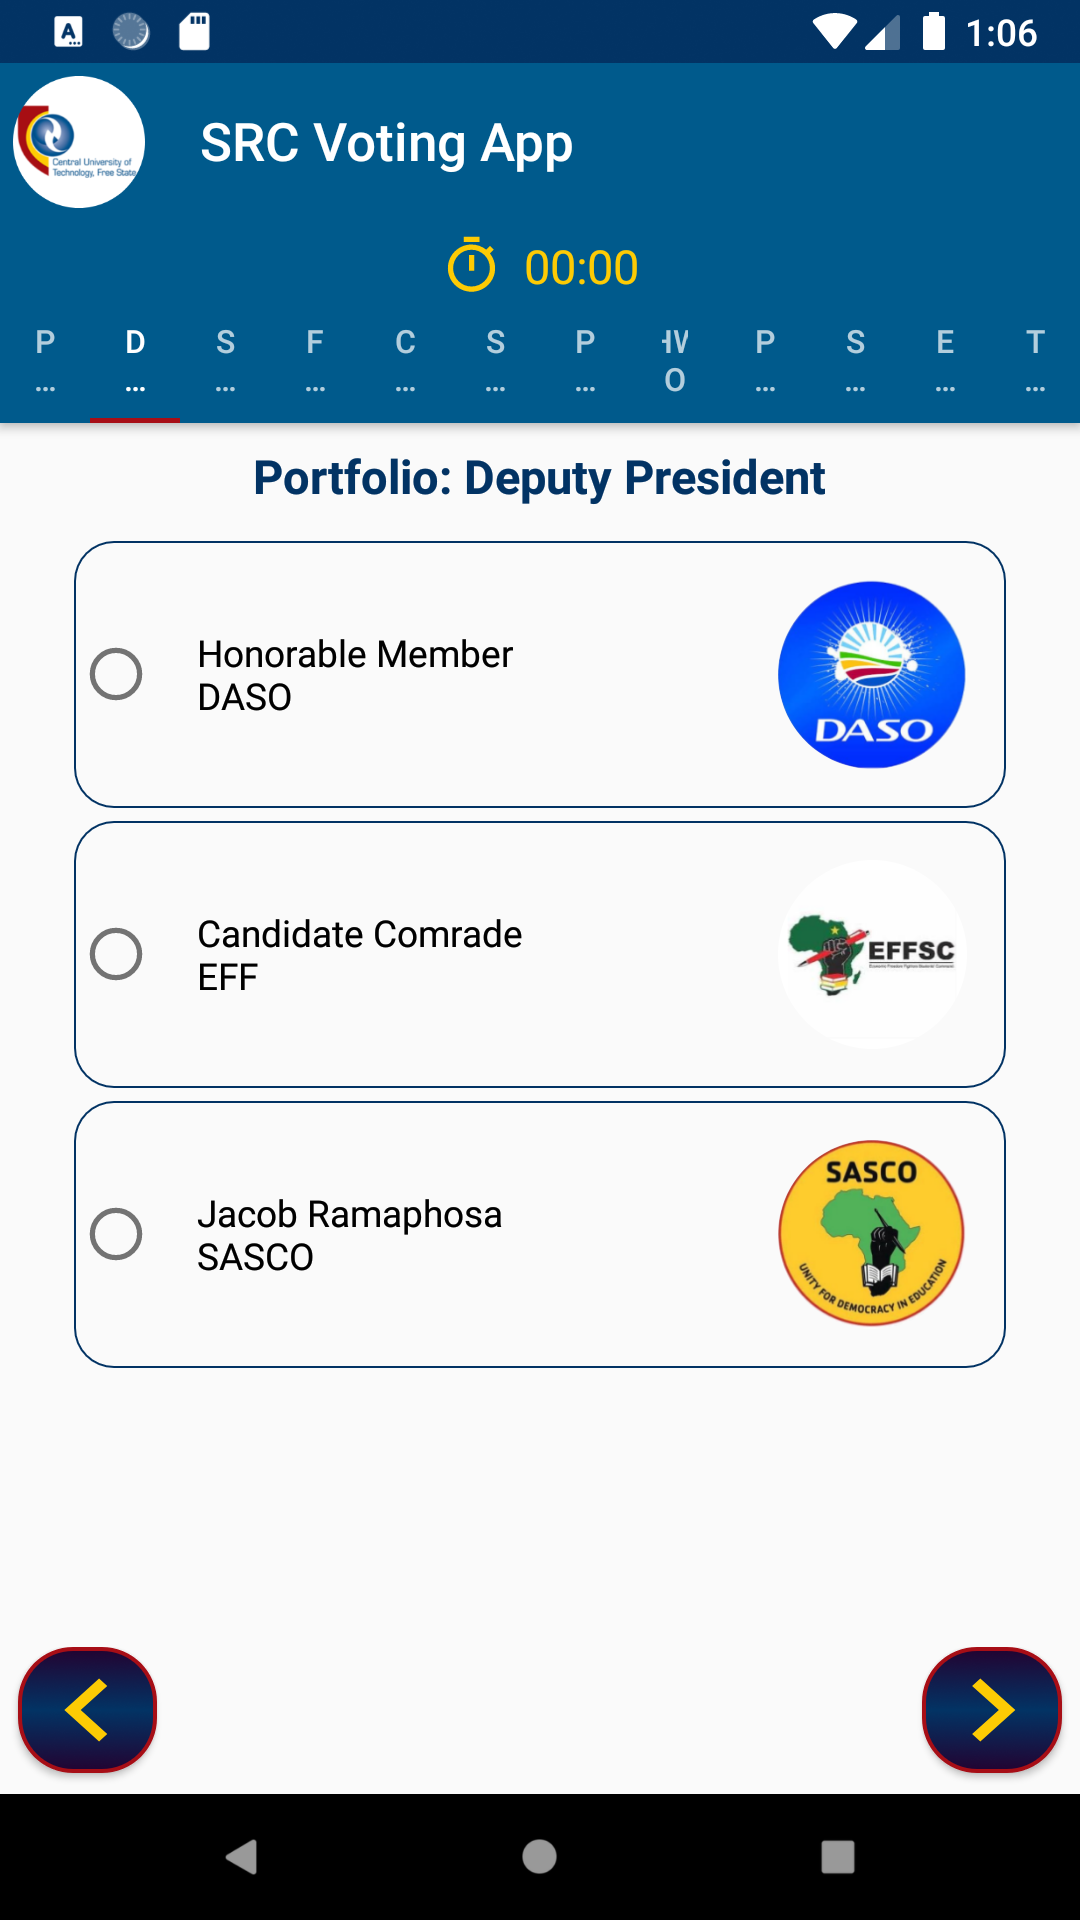 1:06
Central University of
Technology, Free State
SRC Voting App
00:00
P... D... S... F... C... S... P... O P... S... E... T...
Portfolio: Deputy President
Honorable Member
DASO
DASO
Candidate Comrade
EFF
EFFSC
Jacob Ramaphosa
SASCO
SASCO
UNITY FOR DEMOCRACY IN EDUCATION